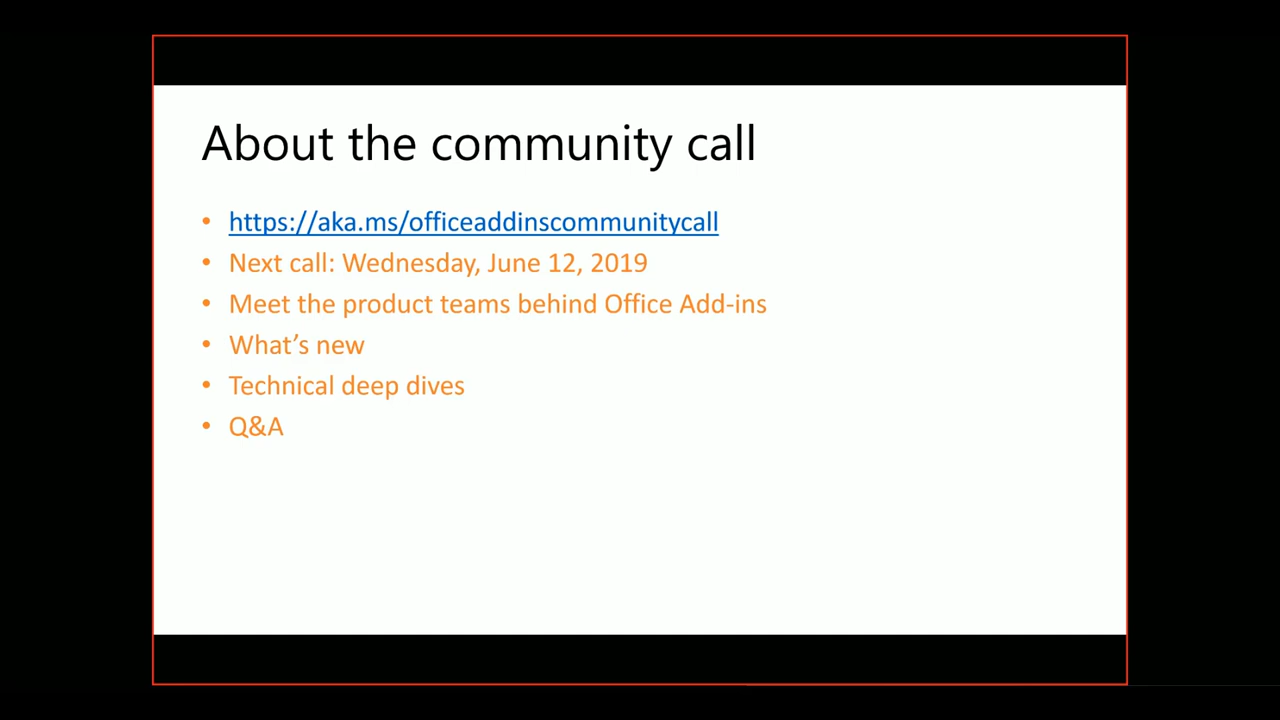 About the community call
• https://aka.ms/officeaddinscommunitycall
• Next call: Wednesday, June 12, 2019
• Meet the product teams behind Office Add-ins
• What’s new
• Technical deep dives
• Q&A